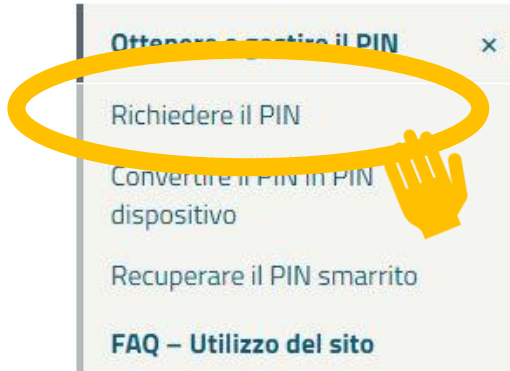 Ottenere e gestire il PIN ×
Richiedere il PIN
Convertire il PIN in PIN
dispositivo
Recuperare il PIN smarrito
FAQ – Utilizzo del sito